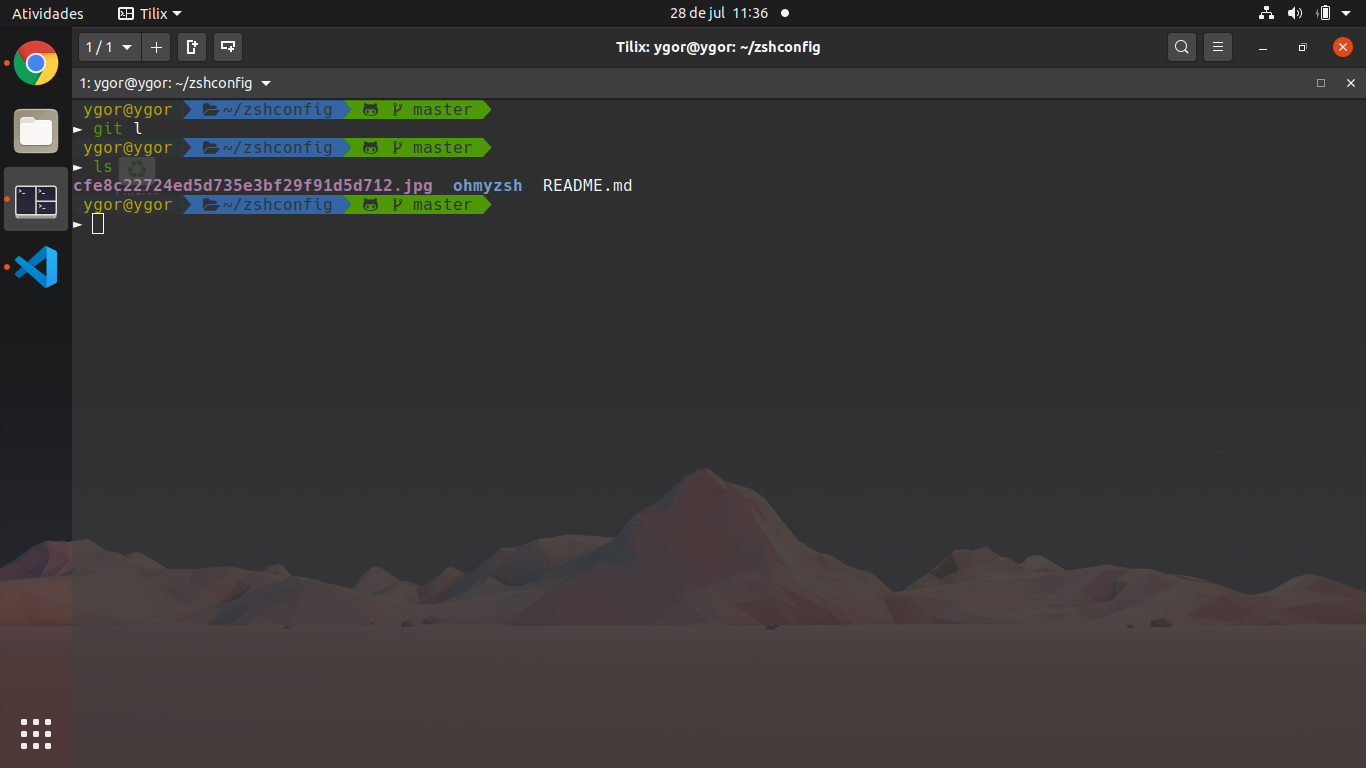 Atividades Tilix 28 de jul 11:36
1 / 1 Tilix: ygor@ygor: ~/zshconfig
1: ygor@ygor: ~/zshconfig
ygor@ygor ~/zshconfig master
► git l
ygor@ygor ~/zshconfig master
► ls
cfe8c22724ed5d735e3bf29f91d5d712.jpg ohmyzsh README.md
ygor@ygor ~/zshconfig master
►